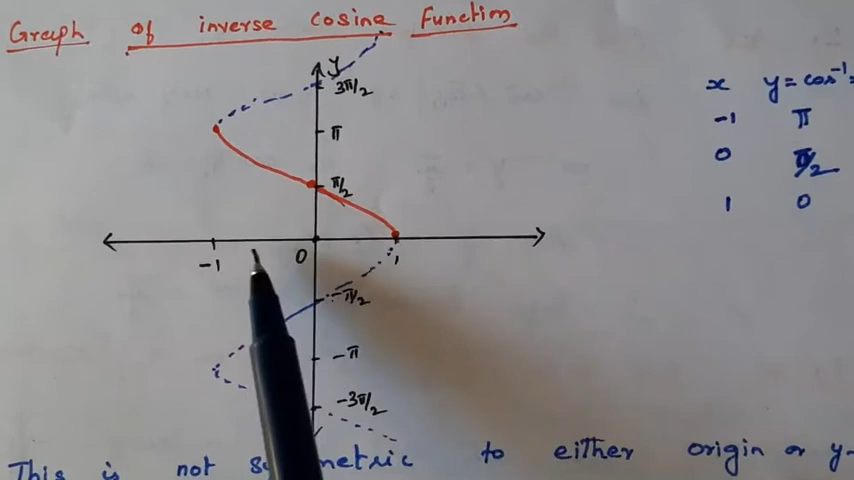 Graph of inverse cosine Function
y
3π/2
π
π/2
-1 0 1
-π/2
-π
-3π/2
x y = cos⁻¹
-1 π
0 π/2
1 0
This is not to either origin or y-